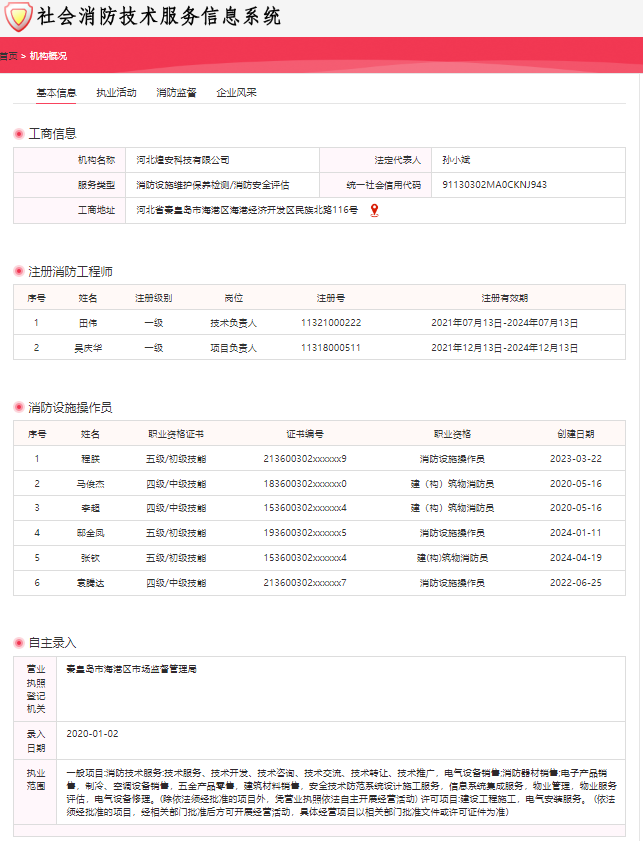 社会消防技术服务信息系统
首页 > 机构概况
基本信息 执业活动 消防监督 企业风采
工商信息
机构名称 河北煌安科技有限公司 法定代表人 孙小斌
服务类型 消防设施维护保养检测/消防安全评估 统一社会信用代码 91130302MA0CKNJ943
工商地址 河北省秦皇岛市海港区海港经济开发区民族北路116号
注册消防工程师
序号 姓名 注册级别 岗位 注册号 注册有效期
1 田伟 一级 技术负责人 11321000222 2021年07月13日-2024年07月13日
2 吴庆华 一级 项目负责人 11318000511 2021年12月13日-2024年12月13日
消防设施操作员
序号 姓名 职业资格证书 证书编号 职业资格 创建日期
1 程朕 五级/初级技能 213600302xxxxxx9 消防设施操作员 2023-03-22
2 马俊杰 四级/中级技能 183600302xxxxxx0 建（构）筑物消防员 2020-05-16
3 李超 四级/中级技能 153600302xxxxxx4 建（构）筑物消防员 2020-05-16
4 邸金凤 五级/初级技能 193600302xxxxxx5 消防设施操作员 2024-01-11
5 张钦 五级/初级技能 153600302xxxxxx4 建(构)筑物消防员 2024-04-19
6 袁腾达 四级/中级技能 213600302xxxxxx7 消防设施操作员 2022-06-25
自主录入
营业
执照
登记
机关
秦皇岛市海港区市场监督管理局
录入
日期
2020-01-02
执业
范围
一般项目:消防技术服务;技术服务、技术开发、技术咨询、技术交流、技术转让、技术推广，电气设备销售;消防器材销售;电子产品销
售，制冷、空调设备销售，五金产品零售，建筑材料销售，安全技术防范系统设计施工服务，信息系统集成服务，物业管理，物业服务
评估，电气设备修理。(除依法须经批准的项目外，凭营业执照依法自主开展经营活动) 许可项目:建设工程施工，电气安装服务。 (依法
须经批准的项目，经相关部门批准后方可开展经营活动，具体经营项目以相关部门批准文件或许可证件为准)